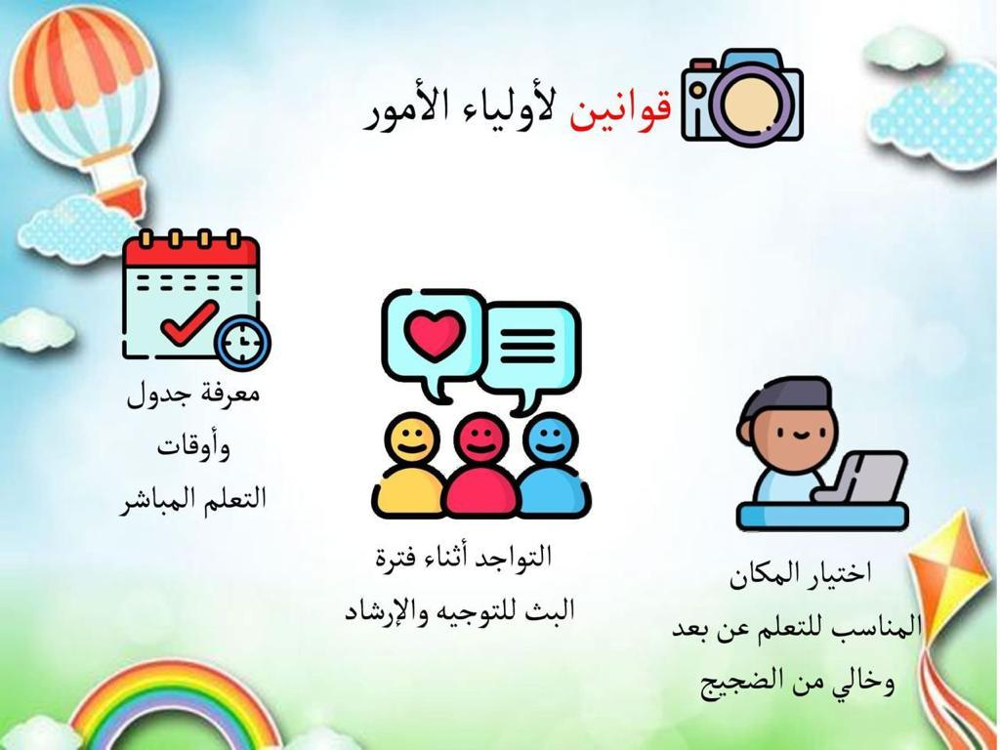 قوانين لأولياء الأمور
اختيار المكان
المناسب للتعلم عن بعد
وخالي من الضجيج
التواجد أثناء فترة
البث للتوجيه والإرشاد
معرفة جدول
وأوقات
التعلم المباشر